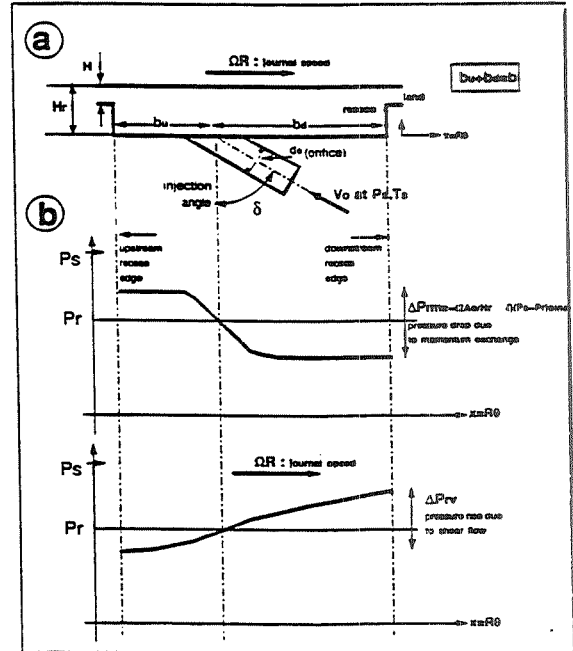 a
H
ΩR : journal speed
bu+bd=b
Hr
recess
land
bu
bd
x=Rθ
do (orifice)
injection
angle
δ
Vo at Ps,Ts
b
Ps
upstream
recess
edge
downstream
recess
edge
Pr
pressure drop due
to momentum exchange
x=Rθ
Ps
ΩR : journal speed
Pr
ΔPrv
pressure rise due
to shear flow
x=Rθ